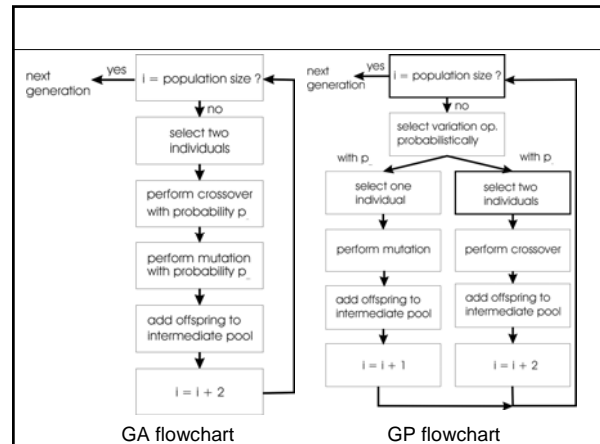 yes
next
generation
i = population size ?
no
select two
individuals
perform crossover
with probability p
perform mutation
with probability p
add offspring to
intermediate pool
i = i + 2
GA flowchart
yes
next
generation
i = population size ?
no
select variation op.
probabilistically
with p
with p
select one
individual
select two
individuals
perform mutation
perform crossover
add offspring to
intermediate pool
add offspring to
intermediate pool
i = i + 1
i = i + 2
GP flowchart